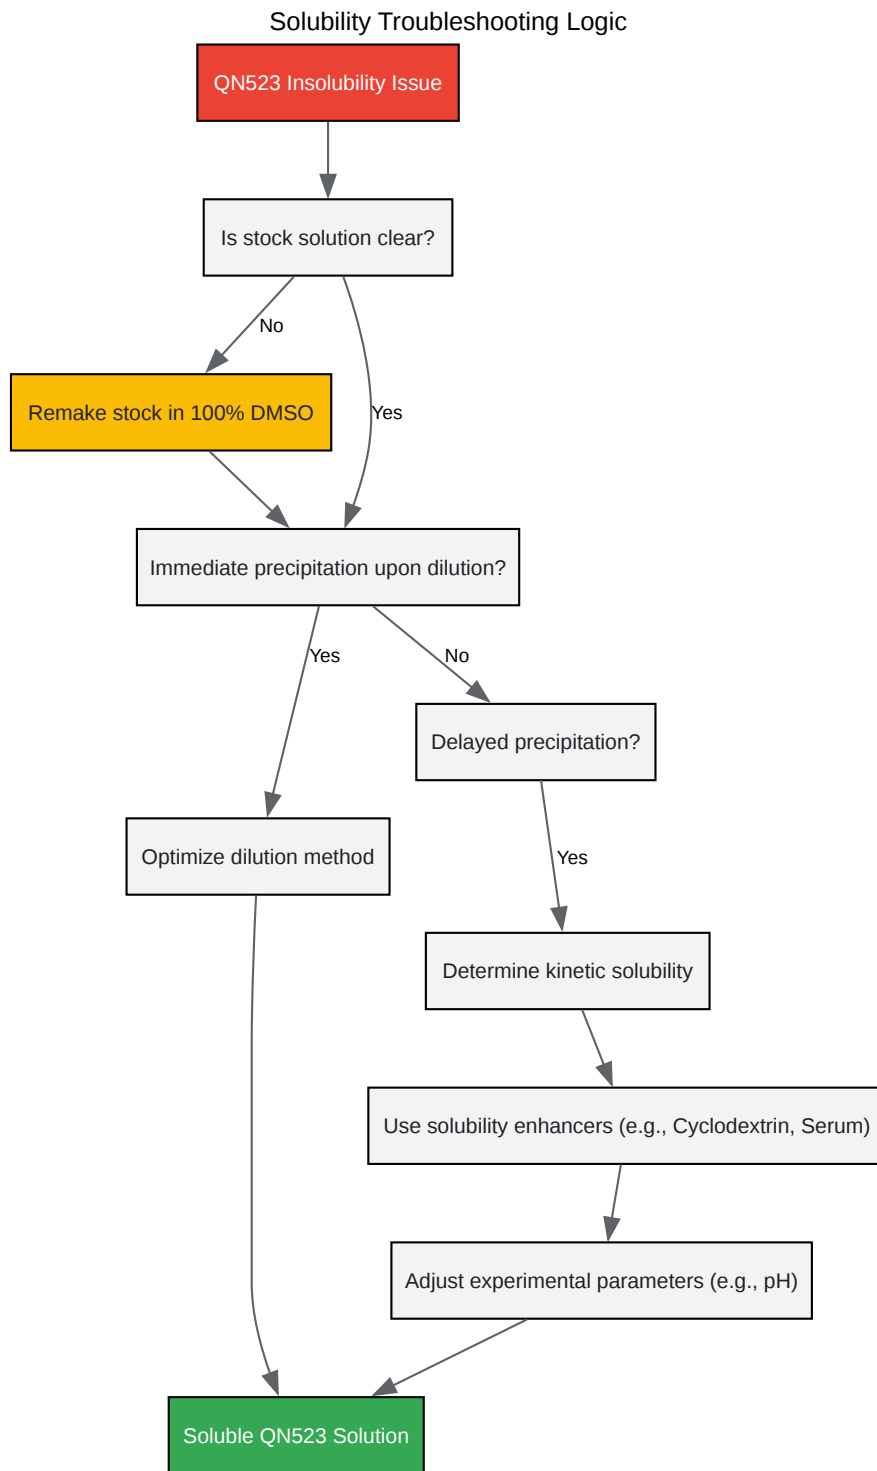 Solubility Troubleshooting Logic
QN523 Insolubility Issue
Is stock solution clear?
No
Remake stock in 100% DMSO
Yes
Immediate precipitation upon dilution?
Yes
No
Delayed precipitation?
Optimize dilution method
Yes
Determine kinetic solubility
Use solubility enhancers (e.g., Cyclodextrin, Serum)
Adjust experimental parameters (e.g., pH)
Soluble QN523 Solution